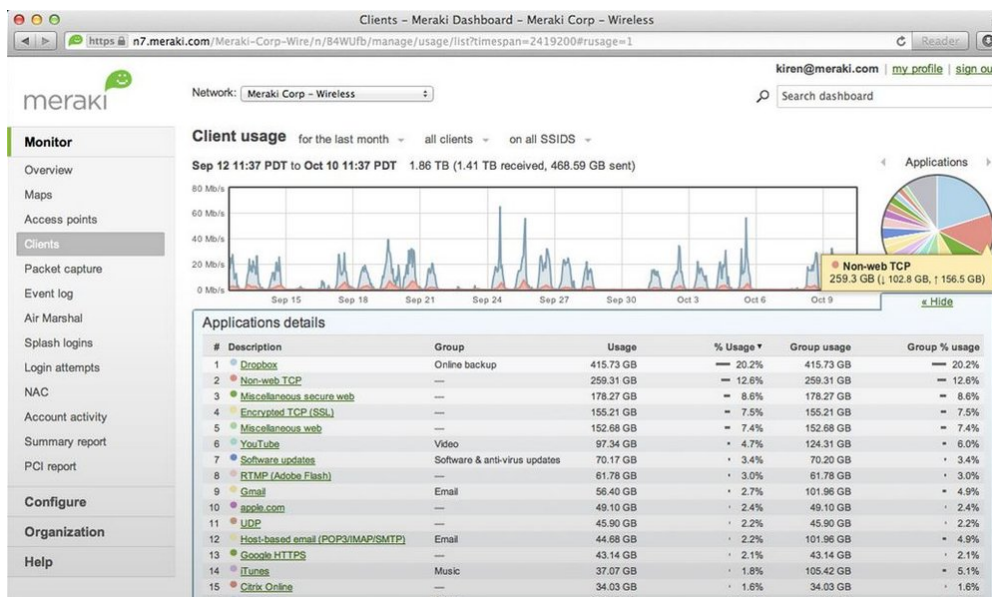 Clients – Meraki Dashboard – Meraki Corp – Wireless
https n7.meraki.com/Meraki-Corp-Wire/n/84WUfb/manage/usage/list?timespan=2419200#rusage=1
Reader
kiren@meraki.com | my profile | sign ou
meraki
Network: Meraki Corp – Wireless
Search dashboard
Monitor
Overview
Maps
Access points
Clients
Packet capture
Event log
Air Marshal
Splash logins
Login attempts
NAC
Account activity
Summary report
PCI report
Configure
Organization
Help
Client usage for the last month all clients on all SSIDS
Sep 12 11:37 PDT to Oct 10 11:37 PDT 1.86 TB (1.41 TB received, 468.59 GB sent)
80 Mb/s
60 Mb/s
40 Mb/s
20 Mb/s
0 Mb/s
Sep 15 Sep 18 Sep 21 Sep 24 Sep 27 Sep 30 Oct 3 Oct 6 Oct 9
Applications
Non-web TCP
259.3 GB (↓ 102.8 GB, ↑ 156.5 GB)
« Hide
Applications details
# Description Group Usage % Usage ▼ Group usage Group % usage
1 Dropbox Online backup 415.73 GB 20.2% 415.73 GB 20.2%
2 Non-web TCP — 259.31 GB 12.6% 259.31 GB 12.6%
3 Miscellaneous secure web — 178.27 GB 8.6% 178.27 GB 8.6%
4 Encrypted TCP (SSL) — 155.21 GB 7.5% 155.21 GB 7.5%
5 Miscellaneous web — 152.68 GB 7.4% 152.68 GB 7.4%
6 YouTube Video 97.34 GB 4.7% 124.31 GB 6.0%
7 Software updates Software & anti-virus updates 70.17 GB 3.4% 70.20 GB 3.4%
8 RTMP (Adobe Flash) — 61.78 GB 3.0% 61.78 GB 3.0%
9 Gmail Email 56.40 GB 2.7% 101.96 GB 4.9%
10 apple.com — 49.10 GB 2.4% 49.10 GB 2.4%
11 UDP — 45.90 GB 2.2% 45.90 GB 2.2%
12 Host-based email (POP3/IMAP/SMTP) Email 44.68 GB 2.2% 101.96 GB 4.9%
13 Google HTTPS — 43.14 GB 2.1% 43.14 GB 2.1%
14 iTunes Music 37.07 GB 1.8% 105.42 GB 5.1%
15 Citrix Online — 34.03 GB 1.6% 34.03 GB 1.6%